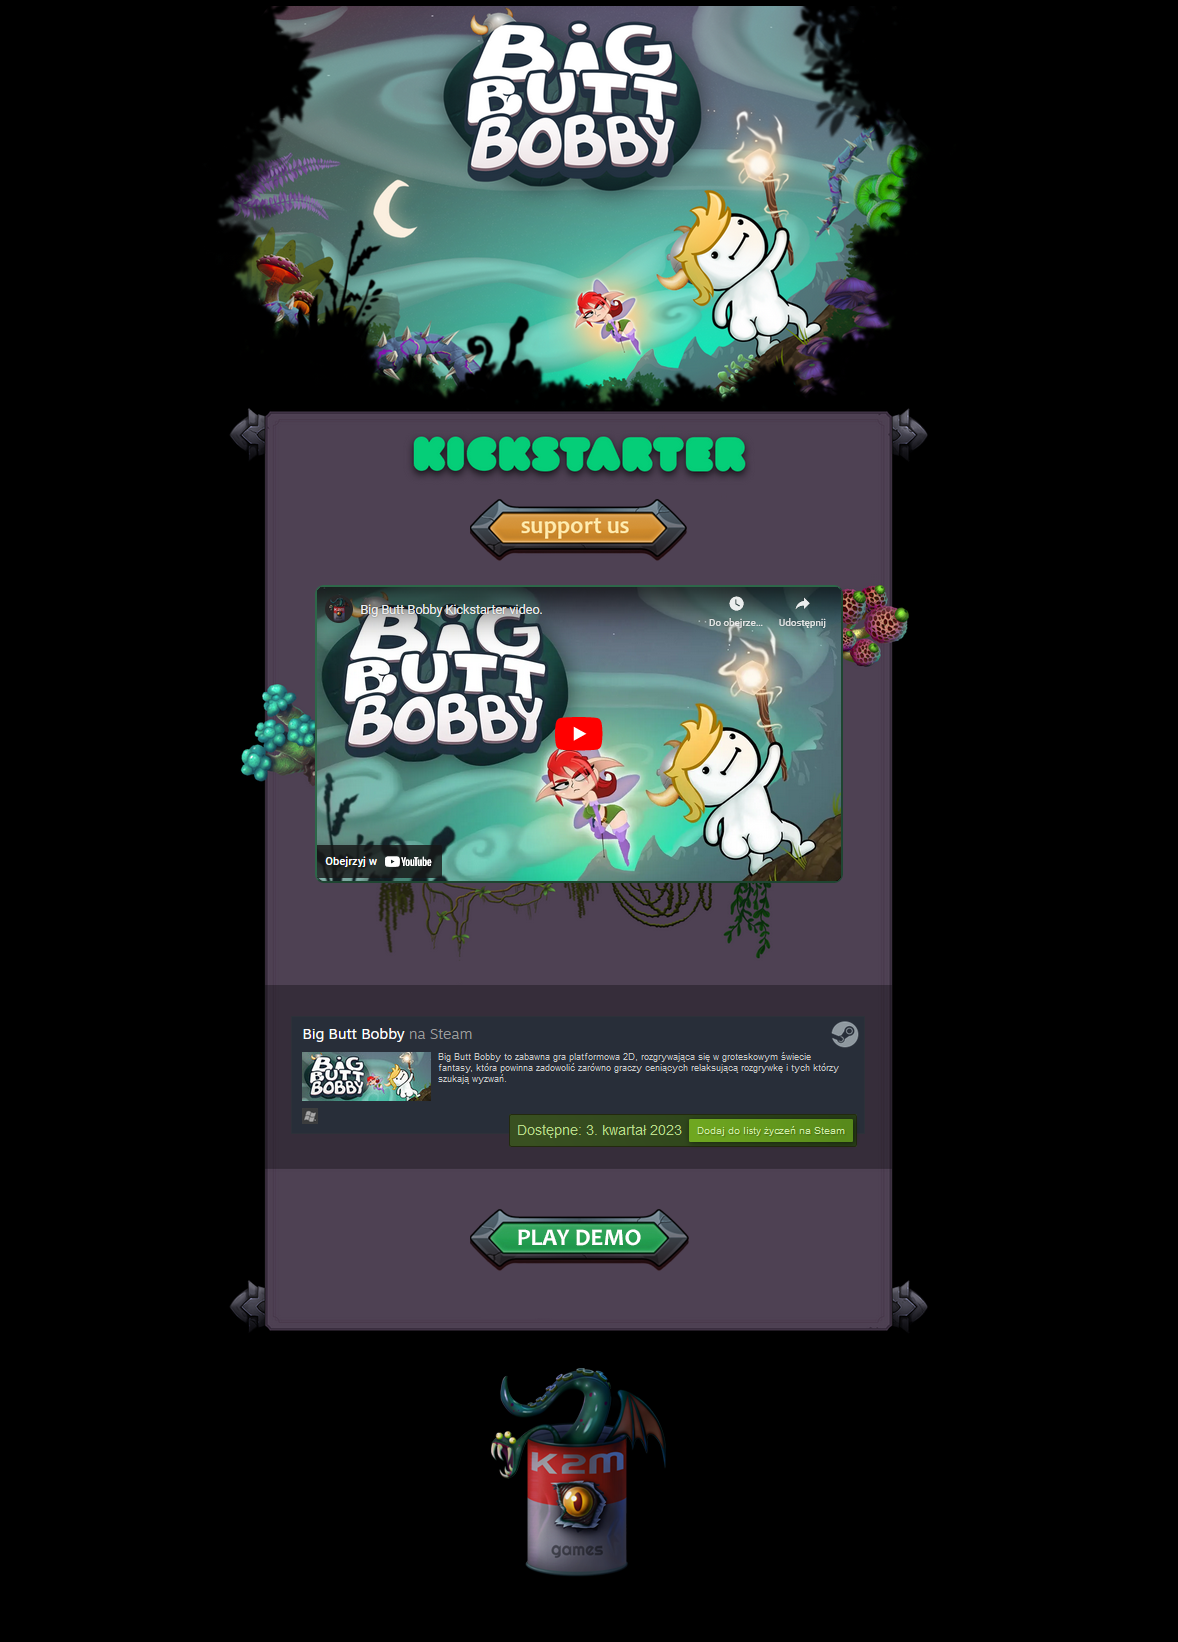 BIG
BUTT
BOBBY
KICKSTARTER
support us
Big Butt Bobby Kickstarter video.
Do obejrze...
Udostępnij
BIG
BUTT
BOBBY
Obejrzyj w YouTube
Big Butt Bobby na Steam
BIG
BUTT
BOBBY
Big Butt Bobby to zabawna gra platformowa 2D, rozgrywająca się w groteskowym świecie
fantasy, która powinna zadowolić zarówno graczy ceniących relaksującą rozgrywkę i tych którzy
szukają wyzwań.
Dostępne: 3. kwartał 2023
Dodaj do listy życzeń na Steam
PLAY DEMO
K2M
games